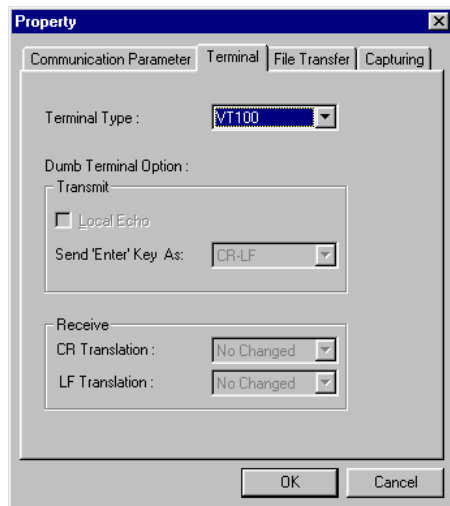 Property
Communication Parameter Terminal File Transfer Capturing
Terminal Type : VT100
Dumb Terminal Option :
Transmit
Local Echo
Send 'Enter' Key As: CR-LF
Receive
CR Translation : No Changed
LF Translation : No Changed
OK Cancel